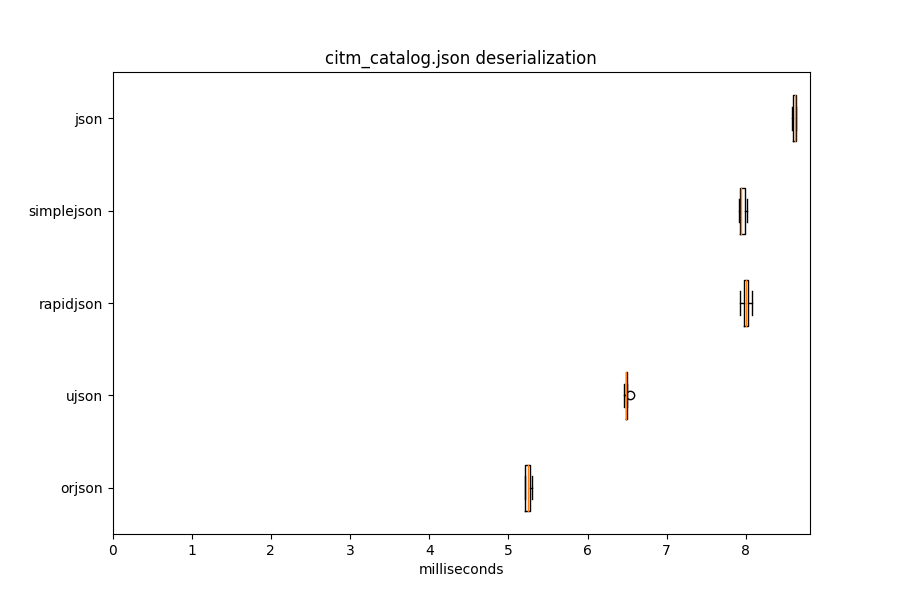 citm_catalog.json deserialization
json
simplejson
rapidjson
ujson
orjson
0 1 2 3 4 5 6 7 8
milliseconds